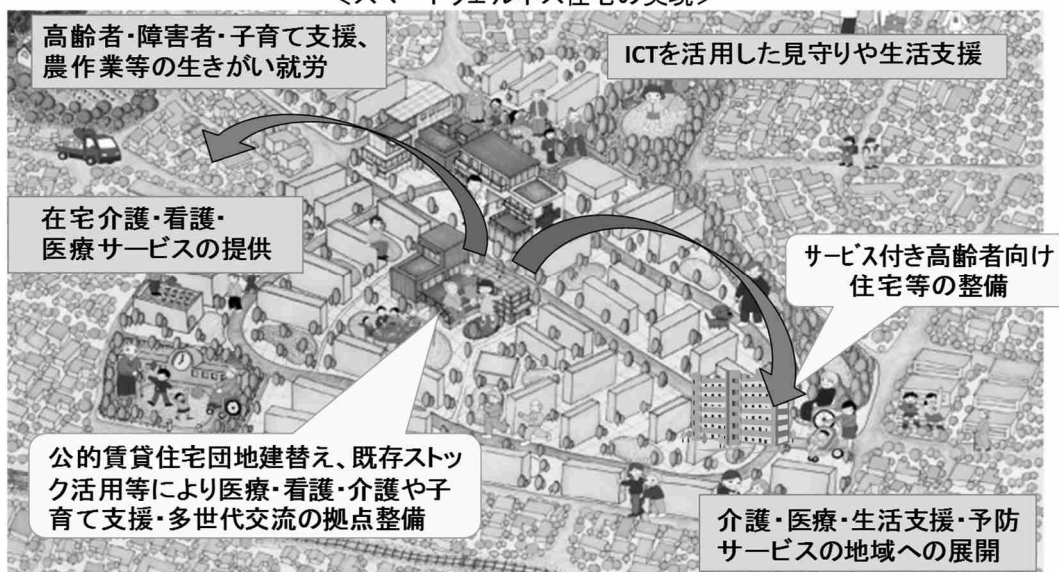 高齢者・障害者・子育て支援、
農作業等の生きがい就労
ICTを活用した見守りや生活支援
在宅介護・看護・
医療サービスの提供
サービス付き高齢者向け
住宅等の整備
公的賃貸住宅団地建替え、既存ストッ
ク活用等により医療・看護・介護や子
育て支援・多世代交流の拠点整備
介護・医療・生活支援・予防
サービスの地域への展開